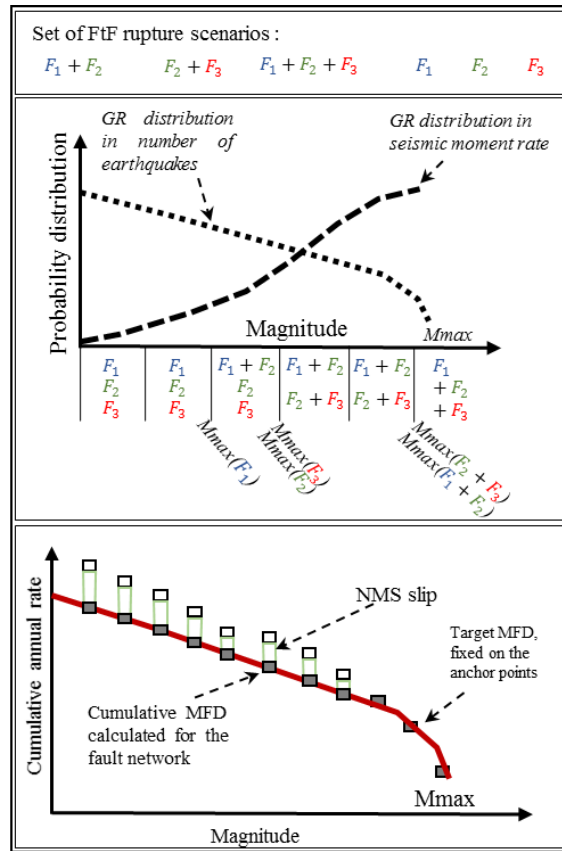 Set of FtF rupture scenarios :
F₁ + F₂ F₂ + F₃ F₁ + F₂ + F₃ F₁ F₂ F₃
GR distribution
in number of
earthquakes
GR distribution in
seismic moment rate
Probability distribution
Magnitude
Mmax
F₁ F₁ F₁ + F₂ F₁ + F₂ F₁ + F₂ F₁
F₂ F₂ F₂ + F₂
F₃ F₃ F₃ F₂ + F₃ F₂ + F₃ + F₃
Mmax(F₁)
Mmax(F₃)
Mmax(F₂)
Mmax(F₂ + F₃)
Mmax(F₁ + F₂)
NMS slip
Target MFD,
fixed on the
anchor points
Cumulative annual rate
Cumulative MFD
calculated for the
fault network
Mmax
Magnitude